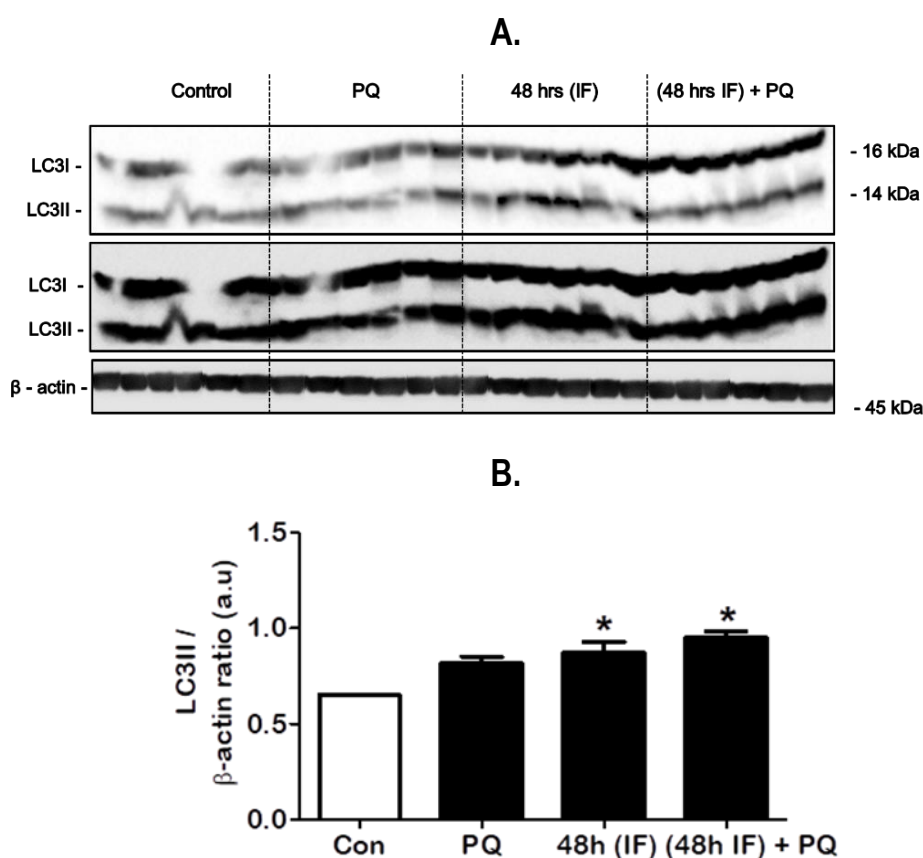 A.
Control PQ 48 hrs (IF) (48 hrs IF) + PQ
LC3I - - 16 kDa
LC3II - - 14 kDa
LC3I -
LC3II -
β - actin -
- 45 kDa
B.
LC3II /
β-actin ratio (a.u)
1.5
1.0
0.5
0.0
* *
Con PQ 48h (IF) (48h IF) + PQ